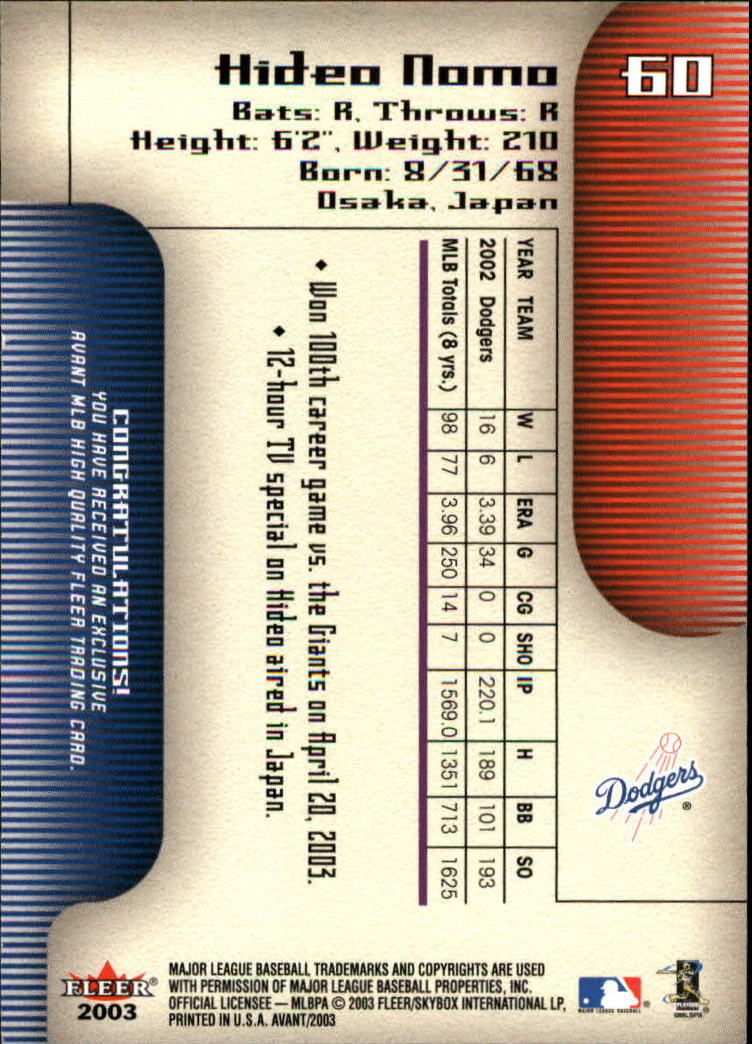 60
Hideo Nomo
Bats: R, Throws: R
Height: 6'2", Weight: 210
Born: 8/31/68
Osaka, Japan
YEAR TEAM W L ERA G CG SHO IP H BB SO
2002 Dodgers 16 6 3.39 34 0 0 220.1 189 101 193
MLB Totals (8 yrs.) 98 77 3.96 250 14 7 1569.0 1351 713 1625
♦ Won 100th career game vs. the Giants on April 20, 2003.
♦ 12-hour TV special on Hideo aired in Japan.
CONGRATULATIONS!
YOU HAVE RECEIVED AN EXCLUSIVE
AVANT MLB HIGH QUALITY FLEER TRADING CARD.
Dodgers®
FLEER®
2003
MAJOR LEAGUE BASEBALL TRADEMARKS AND COPYRIGHTS ARE USED
WITH PERMISSION OF MAJOR LEAGUE BASEBALL PROPERTIES, INC.
OFFICIAL LICENSEE — MLBPA © 2003 FLEER/SKYBOX INTERNATIONAL LP,
PRINTED IN U.S.A. AVANT/2003
MAJOR LEAGUE BASEBALL
PLAYERS
©MLBPA